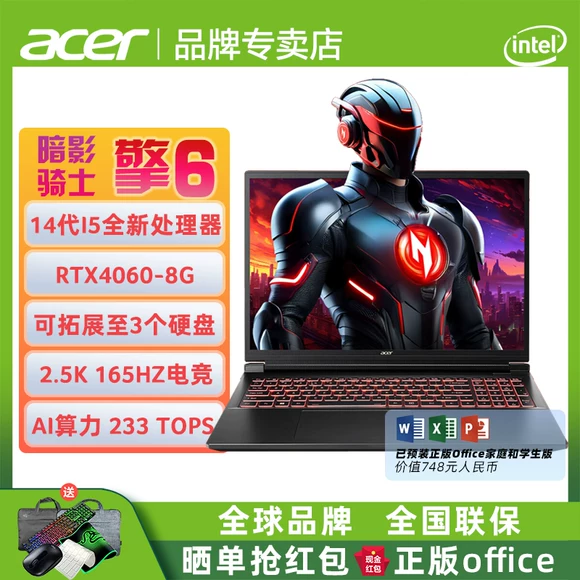 acer 品牌专卖店
intel
暗影骑士 擎6
14代I5全新处理器
RTX4060-8G
可拓展至3个硬盘
2.5K 165HZ电竞
AI算力 233 TOPS
acer
W X P
已预装正版Office家庭和学生版
价值748元人民币
送
全球品牌 全国联保
晒单抢红包 现金红包 正版office